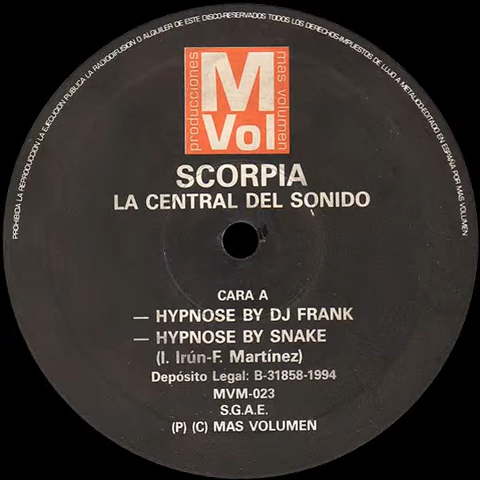 PROHIBIDA LA REPRODUCCION LA EJECUCION PUBLICA LA RADIODIFUSION O ALQUILER DE ESTE DISCO-RESERVADOS TODOS LOS DERECHOS-IMPUESTOS DE LUJO A METALICO-EDITADO EN ESPAÑA POR MAS VOLUMEN
producciones
M
Vol
mas volumen
SCORPIA
LA CENTRAL DEL SONIDO
CARA A
— HYPNOSE BY DJ FRANK
— HYPNOSE BY SNAKE
(I. Irún-F. Martínez)
Depósito Legal: B-31858-1994
MVM-023
S.G.A.E.
(P) (C) MAS VOLUMEN